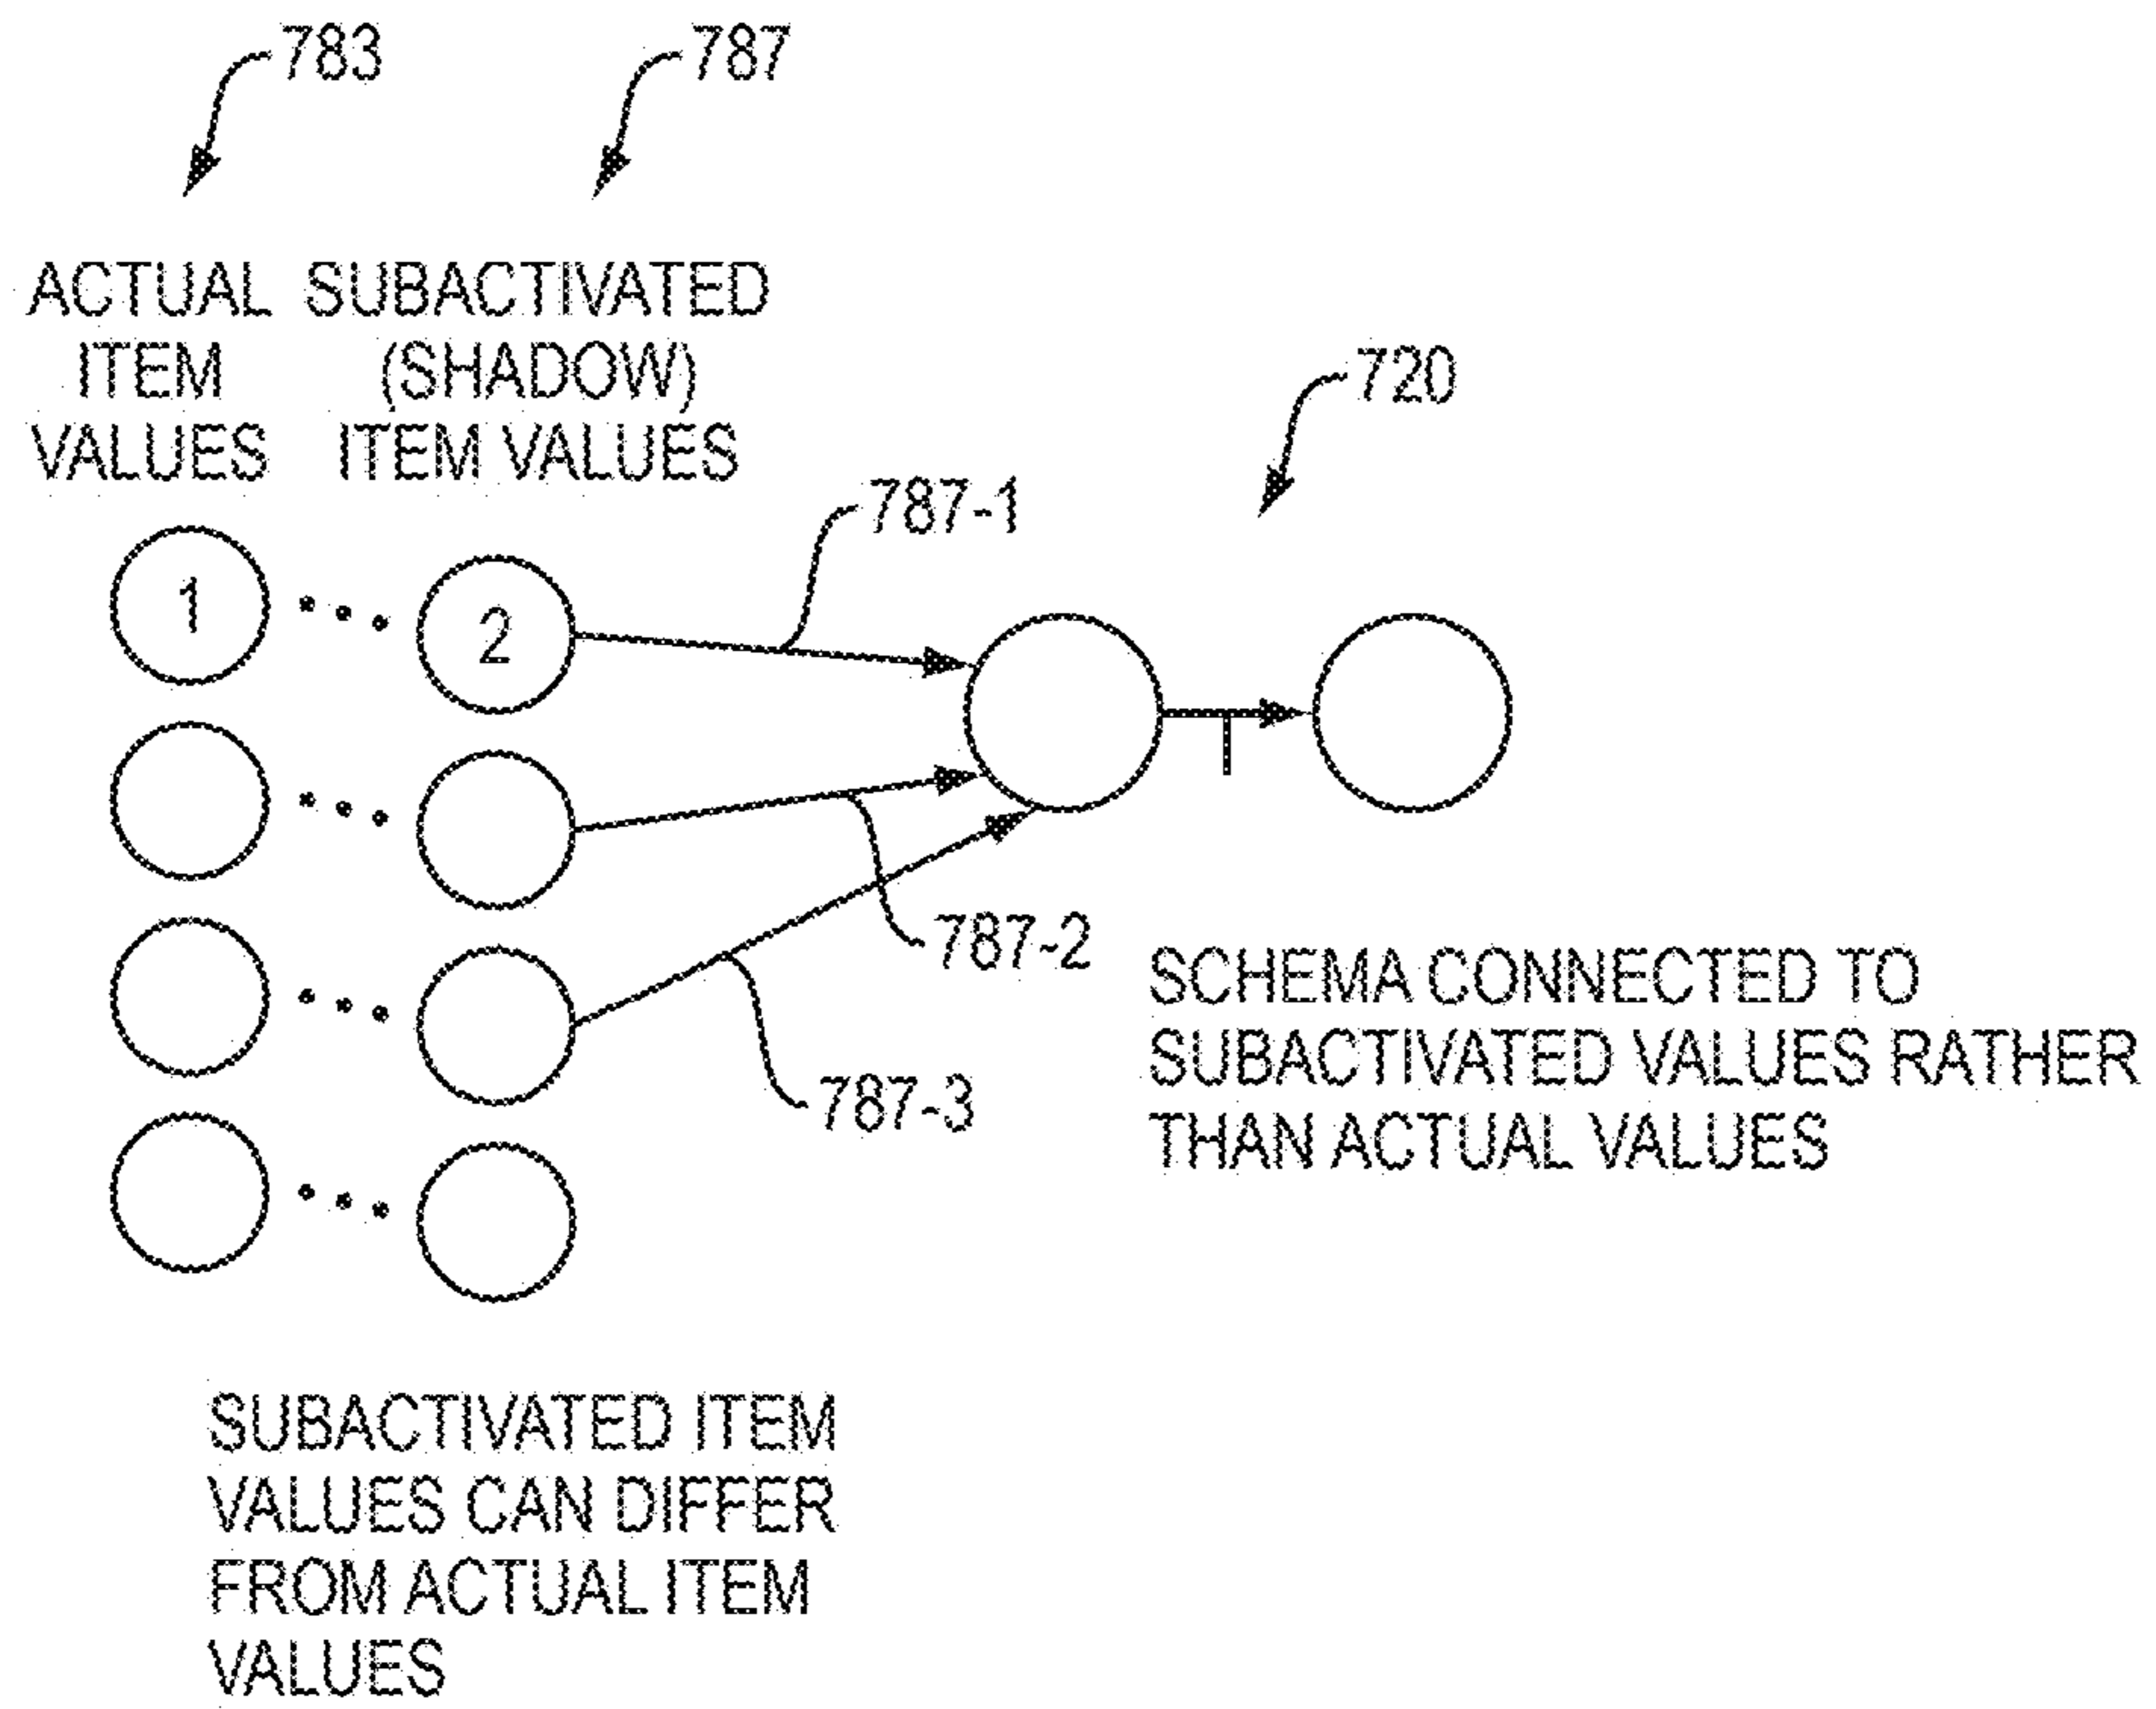 783
787
ACTUAL
ITEM
VALUES
SUBACTIVATED
(SHADOW)
ITEM VALUES
720
787-1
1
2
787-2
787-3
SCHEMA CONNECTED TO
SUBACTIVATED VALUES RATHER
THAN ACTUAL VALUES
SUBACTIVATED ITEM
VALUES CAN DIFFER
FROM ACTUAL ITEM
VALUES